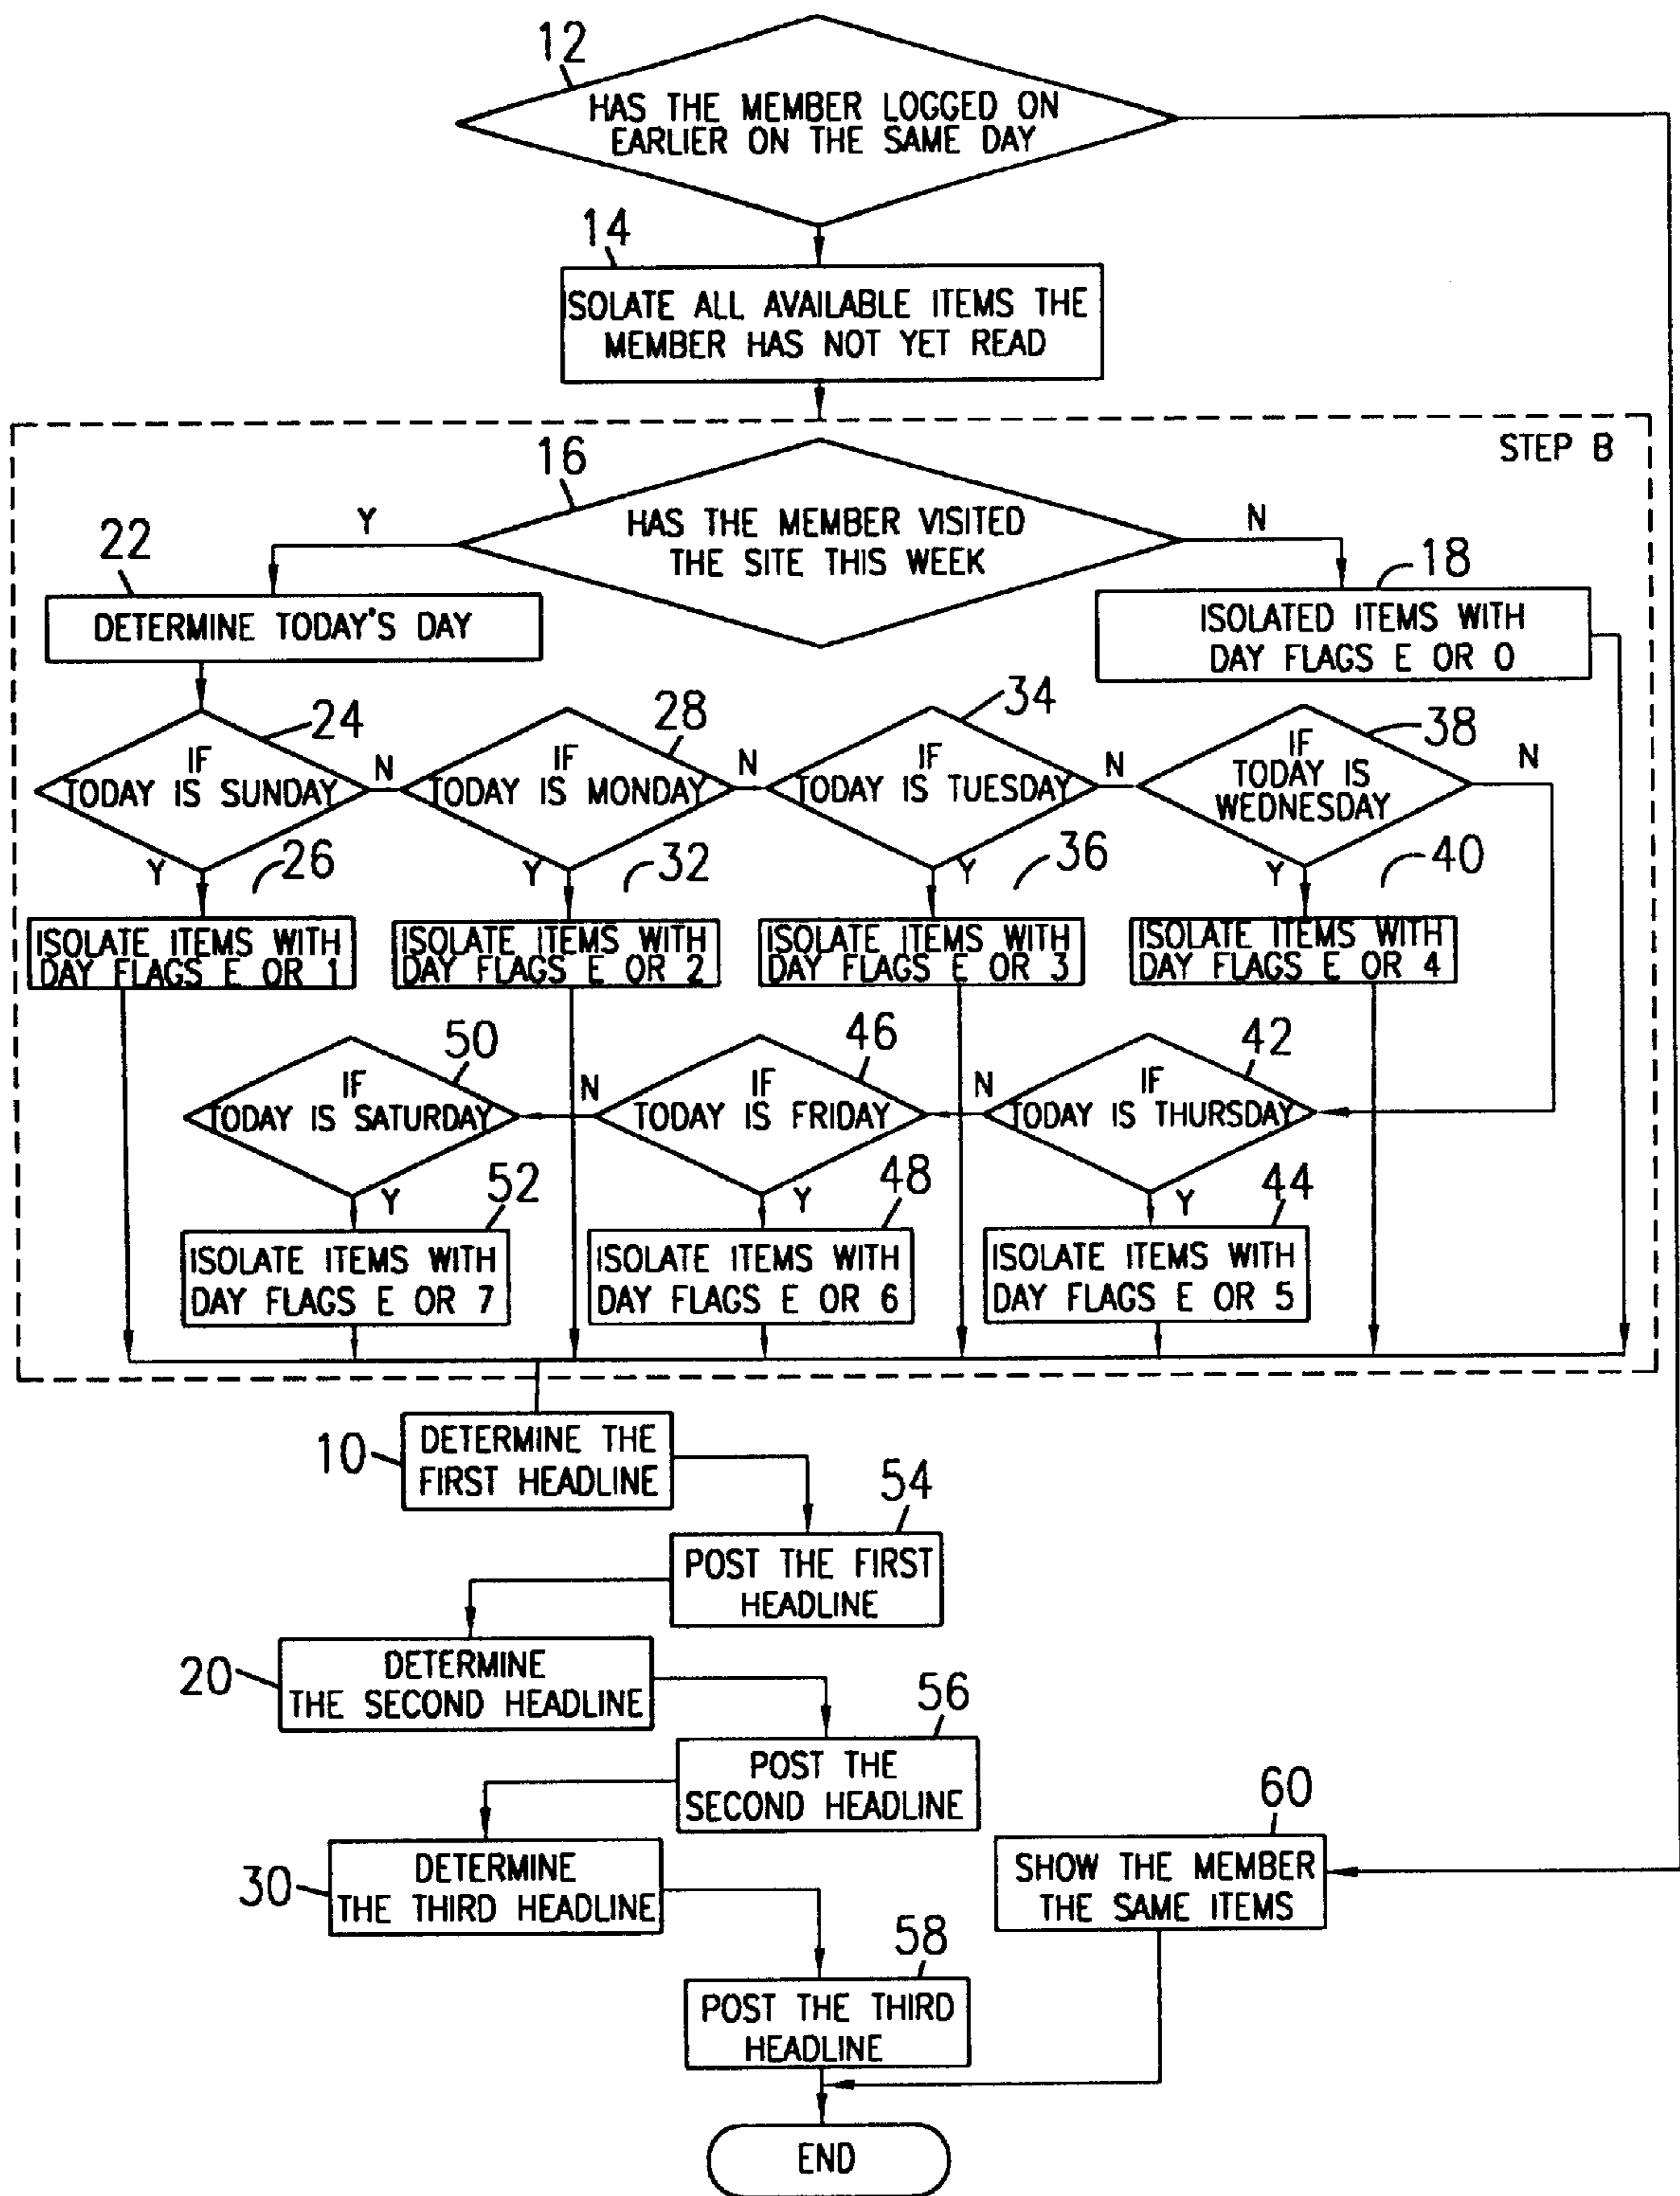 12
HAS THE MEMBER LOGGED ON
EARLIER ON THE SAME DAY
14
ISOLATE ALL AVAILABLE ITEMS THE
MEMBER HAS NOT YET READ
STEP B
16
HAS THE MEMBER VISITED
THE SITE THIS WEEK
Y
N
22
DETERMINE TODAY'S DAY
18
ISOLATED ITEMS WITH
DAY FLAGS E OR 0
24
IF
TODAY IS SUNDAY
N
28
IF
TODAY IS MONDAY
N
34
IF
TODAY IS TUESDAY
N
38
IF
TODAY IS
WEDNESDAY
N
Y
26
Y
32
Y
36
Y
40
ISOLATE ITEMS WITH
DAY FLAGS E OR 1
ISOLATE ITEMS WITH
DAY FLAGS E OR 2
ISOLATE ITEMS WITH
DAY FLAGS E OR 3
ISOLATE ITEMS WITH
DAY FLAGS E OR 4
50
IF
TODAY IS SATURDAY
N
46
IF
TODAY IS FRIDAY
N
42
IF
TODAY IS THURSDAY
Y
52
Y
48
Y
44
ISOLATE ITEMS WITH
DAY FLAGS E OR 7
ISOLATE ITEMS WITH
DAY FLAGS E OR 6
ISOLATE ITEMS WITH
DAY FLAGS E OR 5
10
DETERMINE THE
FIRST HEADLINE
54
POST THE FIRST
HEADLINE
20
DETERMINE
THE SECOND HEADLINE
56
POST THE
SECOND HEADLINE
60
SHOW THE MEMBER
THE SAME ITEMS
30
DETERMINE
THE THIRD HEADLINE
58
POST THE THIRD
HEADLINE
END